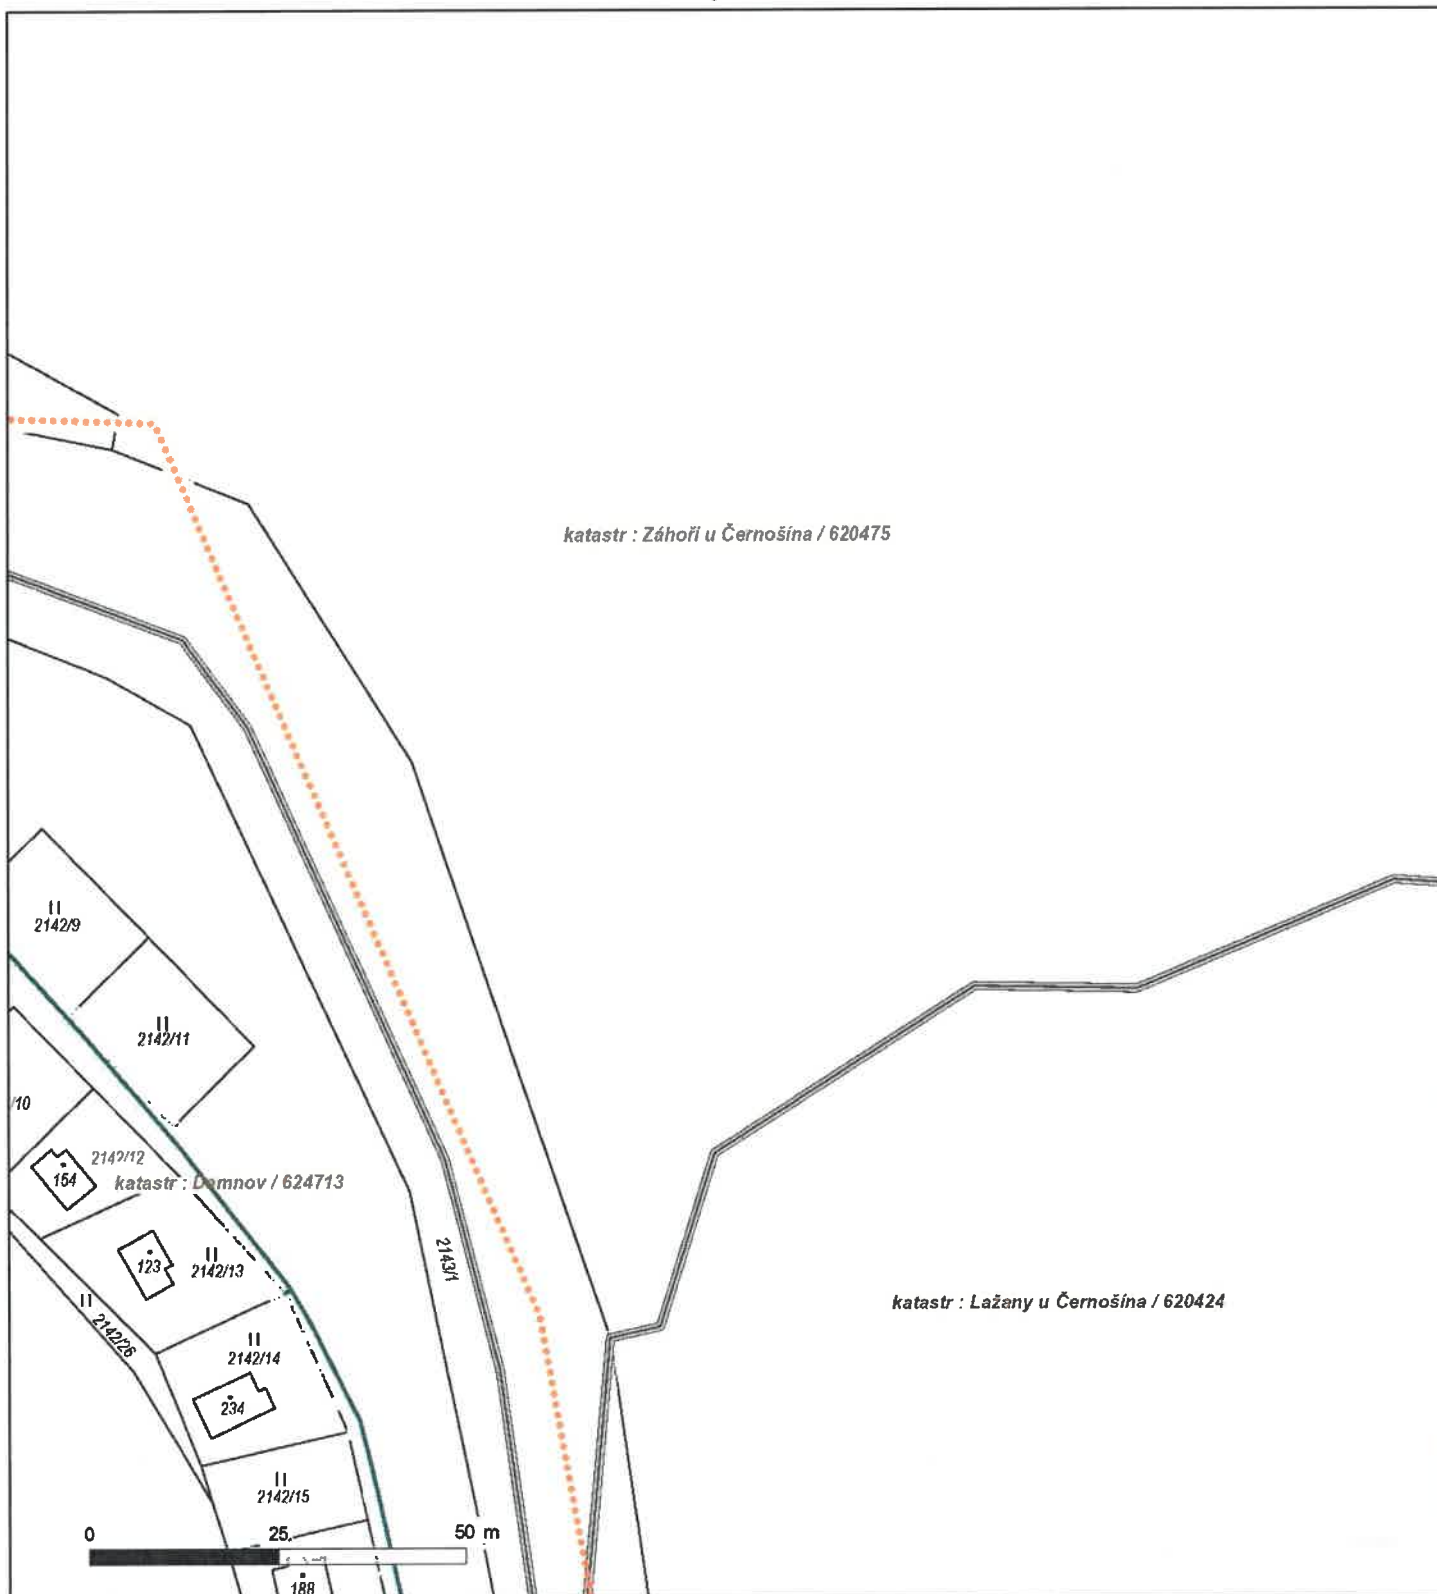 katastr : Záhoří u Černošína / 620475
II
2142/9
II
2142/11
/10
2142/12
154
katastr : Damnov / 624713
123
II
2142/13
2143/1
II
2142/26
katastr : Lažany u Černošína / 620424
II
2142/14
234
II
2142/15
0 25 50 m
188